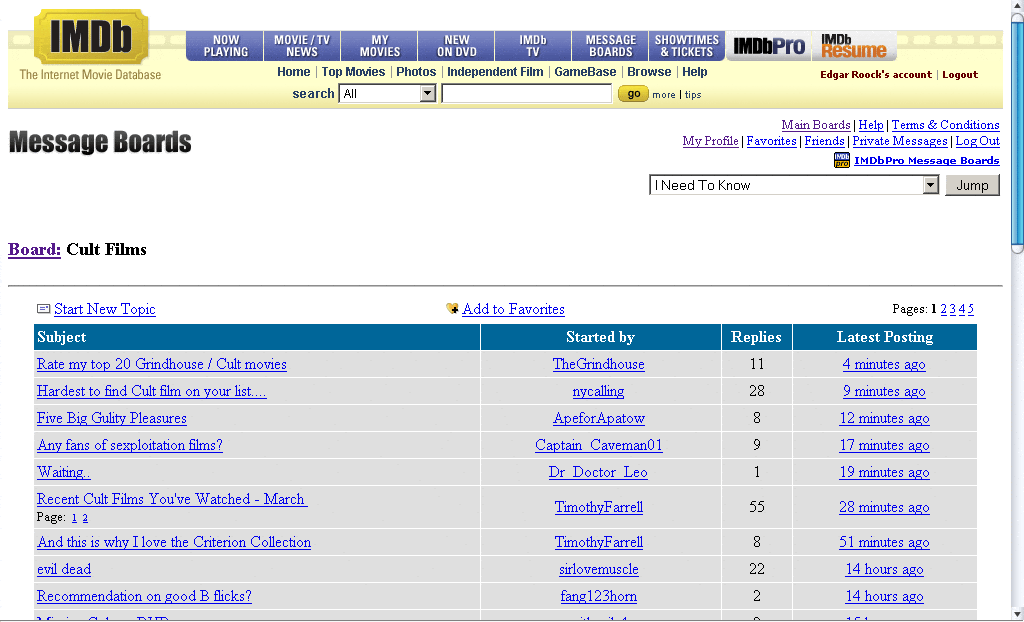 IMDb
The Internet Movie Database
NOW PLAYING
MOVIE / TV NEWS
MY MOVIES
NEW ON DVD
IMDb TV
MESSAGE BOARDS
SHOWTIMES & TICKETS
IMDbPro
IMDb Resume
Home | Top Movies | Photos | Independent Film | GameBase | Browse | Help
Edgar Roock's account | Logout
search All go more | tips
Message Boards
Main Boards | Help | Terms & Conditions
My Profile | Favorites | Friends | Private Messages | Log Out
IMDb pro IMDbPro Message Boards
I Need To Know Jump
Board: Cult Films
Start New Topic Add to Favorites Pages: 1 2 3 4 5
Subject Started by Replies Latest Posting
Rate my top 20 Grindhouse / Cult movies TheGrindhouse 11 4 minutes ago
Hardest to find Cult film on your list.... nycalling 28 9 minutes ago
Five Big Gulity Pleasures ApeforApatow 8 12 minutes ago
Any fans of sexploitation films? Captain_Caveman01 9 17 minutes ago
Waiting.. Dr_Doctor_Leo 1 19 minutes ago
Recent Cult Films You've Watched - March TimothyFarrell 55 28 minutes ago
Page: 1 2
And this is why I love the Criterion Collection TimothyFarrell 8 51 minutes ago
evil dead sirlovemuscle 22 14 hours ago
Recommendation on good B flicks? fang123horn 2 14 hours ago